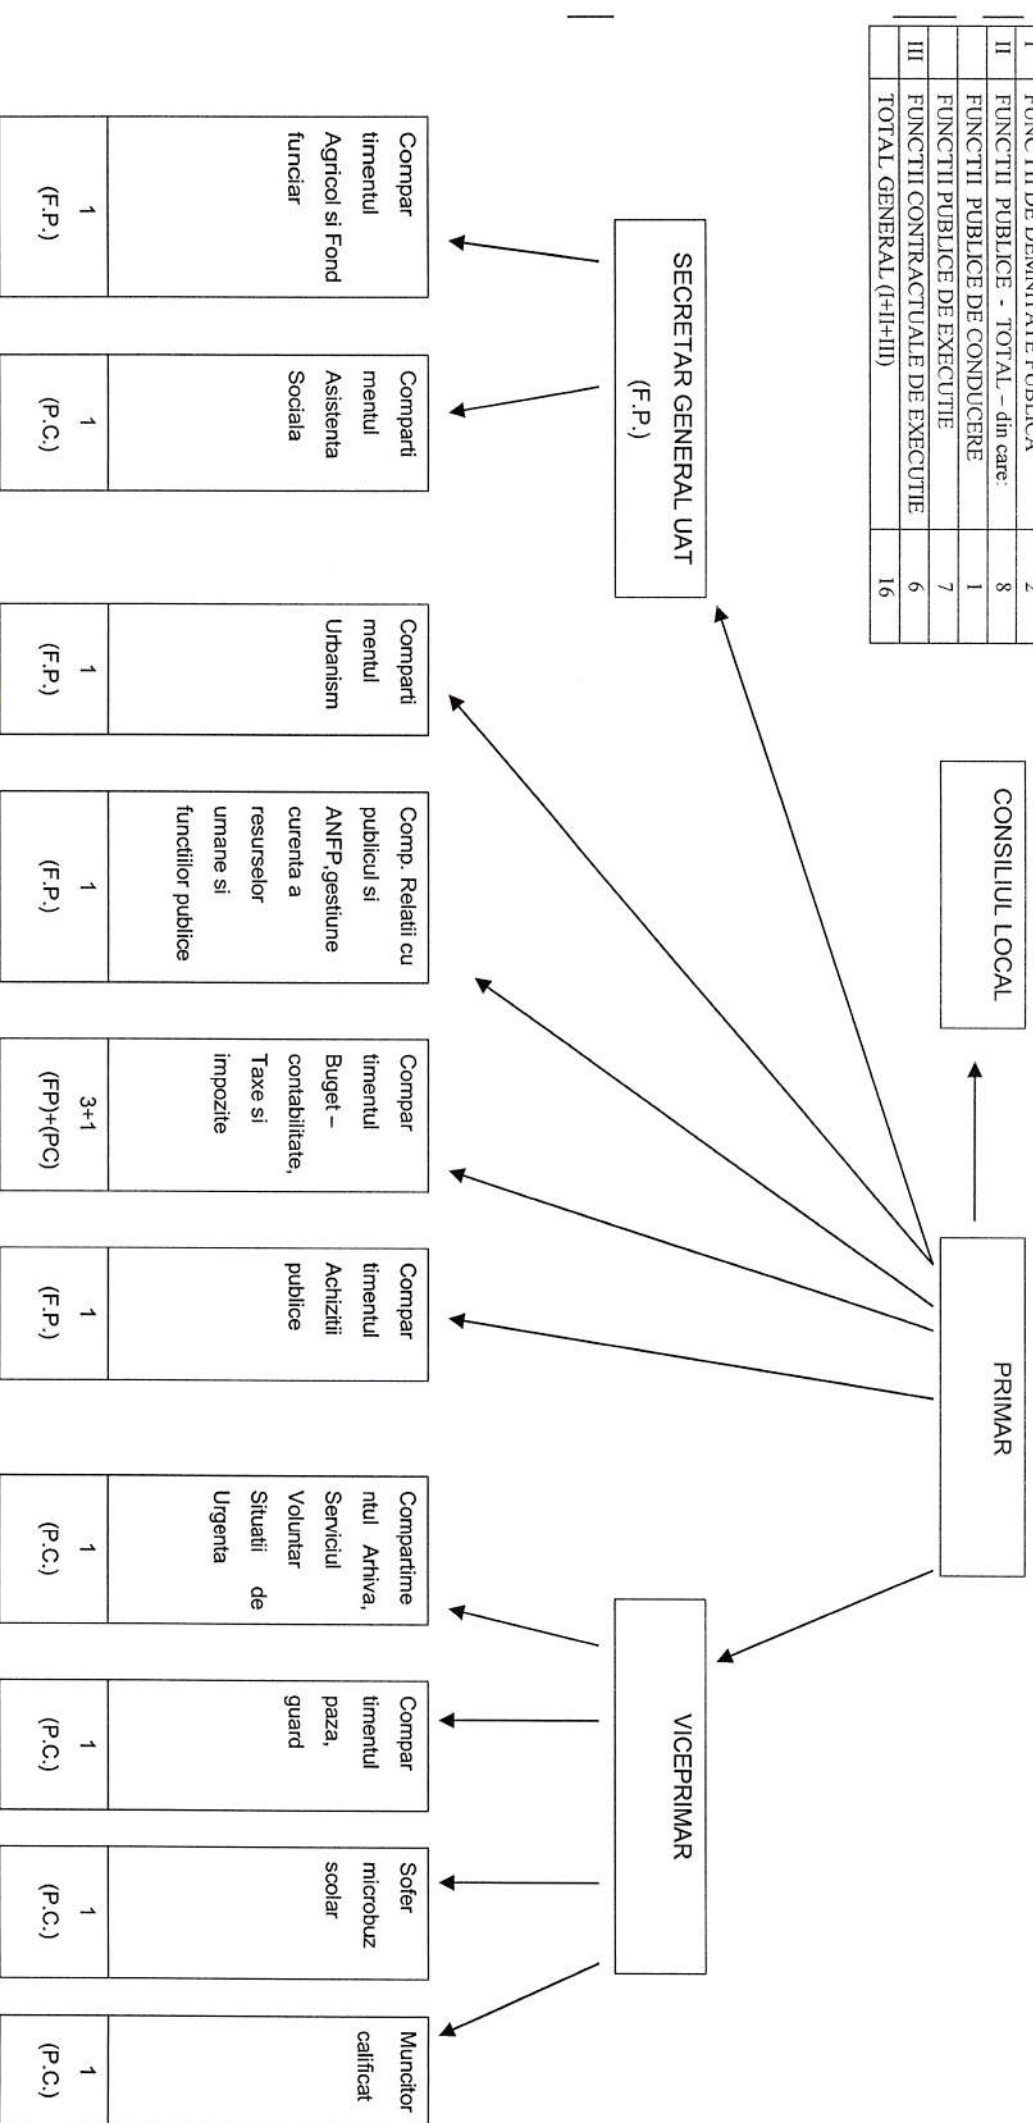 I FUNCTII DE DEMNITATE PUBLICA 2
II FUNCTII PUBLICE - TOTAL – din care: 8
FUNCTII PUBLICE DE CONDUCERE 1
FUNCTII PUBLICE DE EXECUTIE 7
III FUNCTII CONTRACTUALE DE EXECUTIE 6
TOTAL GENERAL (I+II+III) 16
CONSILIUL LOCAL
PRIMAR
SECRETAR GENERAL UAT
(F.P.)
VICEPRIMAR
Compar
timentul
Agricol si Fond
funciar
1
(F.P.)
Comparti
mentul
Asistenta
Sociala
1
(P.C.)
Comparti
mentul
Urbanism
1
(F.P.)
Comp. Relatii cu
publicul si
ANFP,gestiune
curenta a
resurselor
umane si
functiilor publice
1
(F.P.)
Compar
timentul
Buget –
contabilitate,
Taxe si
impozite
3+1
(FP)+(PC)
Compar
timentul
Achizitii
publice
1
(F.P.)
Compartime
ntul Arhiva,
Serviciul
Voluntar
Situatii de
Urgenta
1
(P.C.)
Compar
timentul
paza,
guard
1
(P.C.)
Sofer
microbuz
scolar
1
(P.C.)
Muncitor
calificat
1
(P.C.)